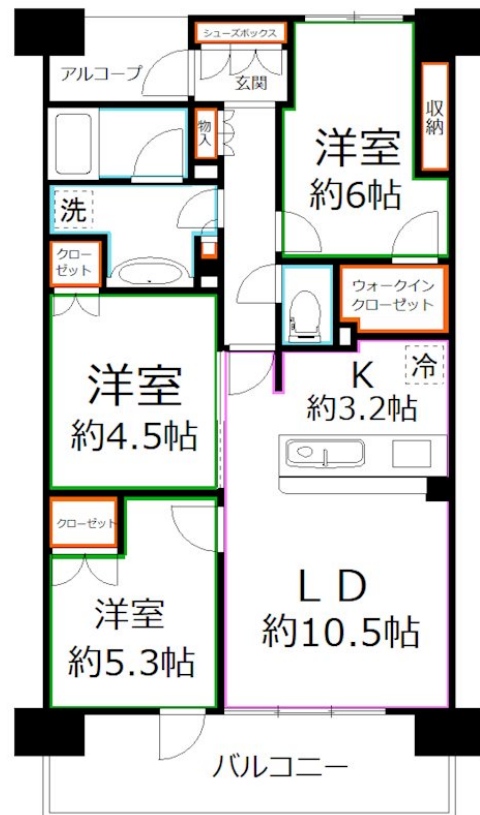 シューズボックス
アルコープ
玄関
物入
収納
洋室
約6帖
洗
クロー
ゼット
ウォークイン
クローゼット
洋室
約4.5帖
K
冷
約3.2帖
クローゼット
洋室
約5.3帖
LD
約10.5帖
バルコニー